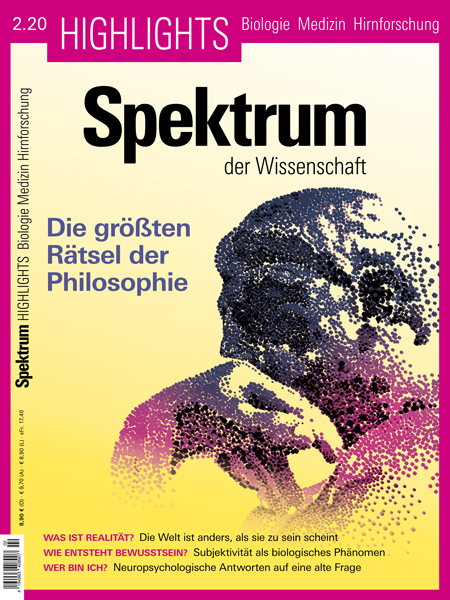 2.20 HIGHLIGHTS Biologie Medizin Hirnforschung
Spektrum
der Wissenschaft
Die größten
Rätsel der
Philosophie
WAS IST REALITÄT? Die Welt ist anders, als sie zu sein scheint
WIE ENTSTEHT BEWUSSTSEIN? Subjektivität als biologisches Phänomen
WER BIN ICH? Neuropsychologische Antworten auf eine alte Frage
Spektrum HIGHLIGHTS Biologie Medizin Hirnforschung
8,90 € (D) · € 9,70 (A) · € 8,90 (L) · sFr. 17,40
02